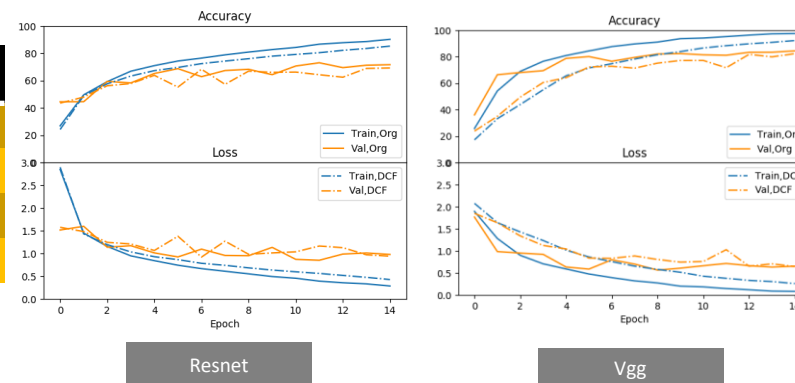 Accuracy
100
80
60
40
20
0
Train,Org
Val,Org
Loss
3.0
2.5
2.0
1.5
1.0
0.5
0.0
Train,DCF
Val,DCF
0 2 4 6 8 10 12 14
Epoch
Resnet
Accuracy
100
80
60
40
20
0
Train,Org
Val,Org
Loss
3.0
2.5
2.0
1.5
1.0
0.5
0.0
Train,DCF
Val,DCF
0 2 4 6 8 10 12 14
Epoch
Vgg